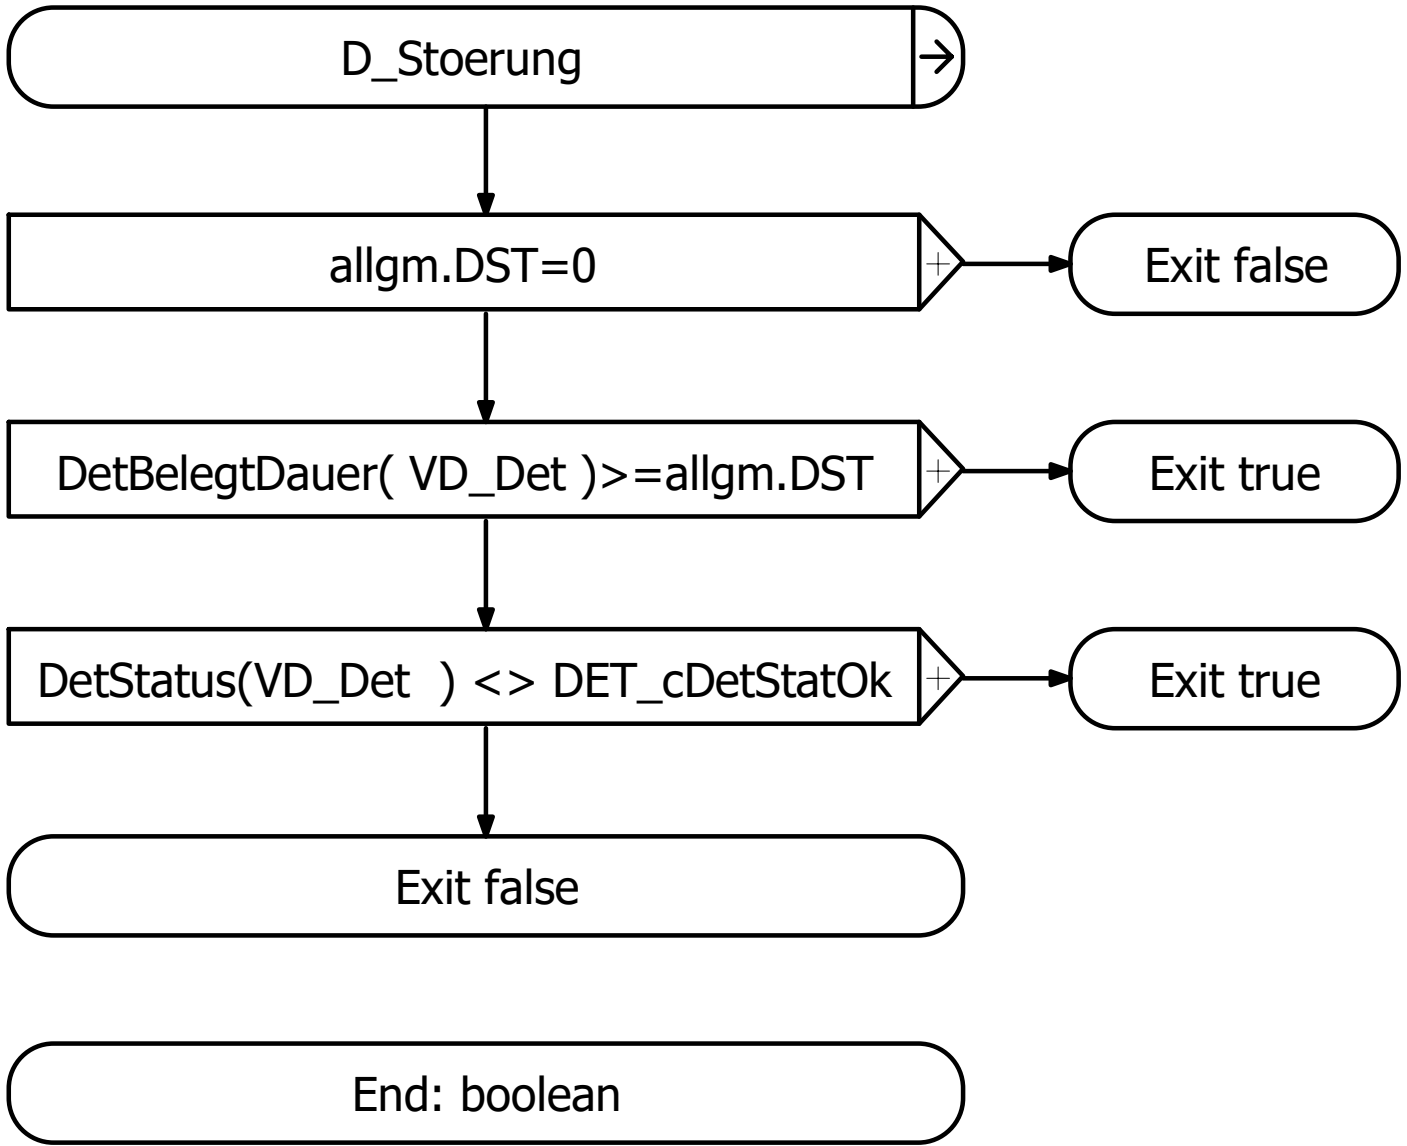 D_Stoerung
allgm.DST=0
Exit false
DetBelegtDauer( VD_Det )>=allgm.DST
Exit true
DetStatus(VD_Det  ) <> DET_cDetStatOk
Exit true
Exit false
End: boolean